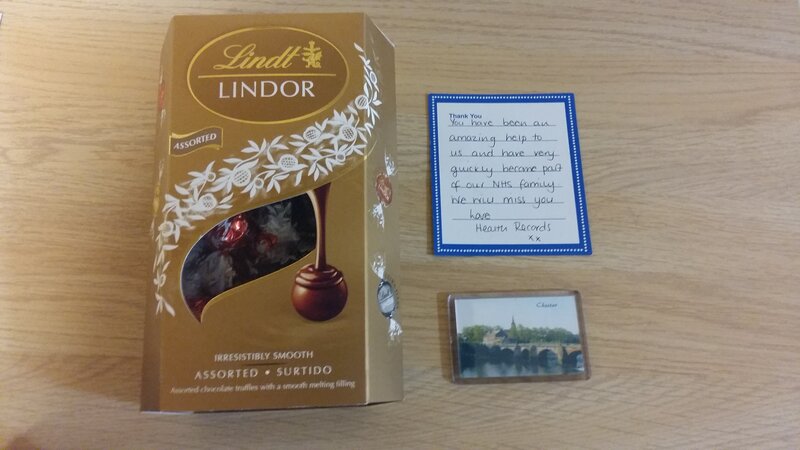 Lindt
LINDOR
ASSORTED
IRRESISTIBLY SMOOTH
ASSORTED • SURTIDO
Assorted chocolate truffles with a smooth melting filling
Thank You
You have been an
amazing help to
us and have very
quickly become part
of our NHS family
We will miss you
here
Health Records
xx
Chester
Lindt